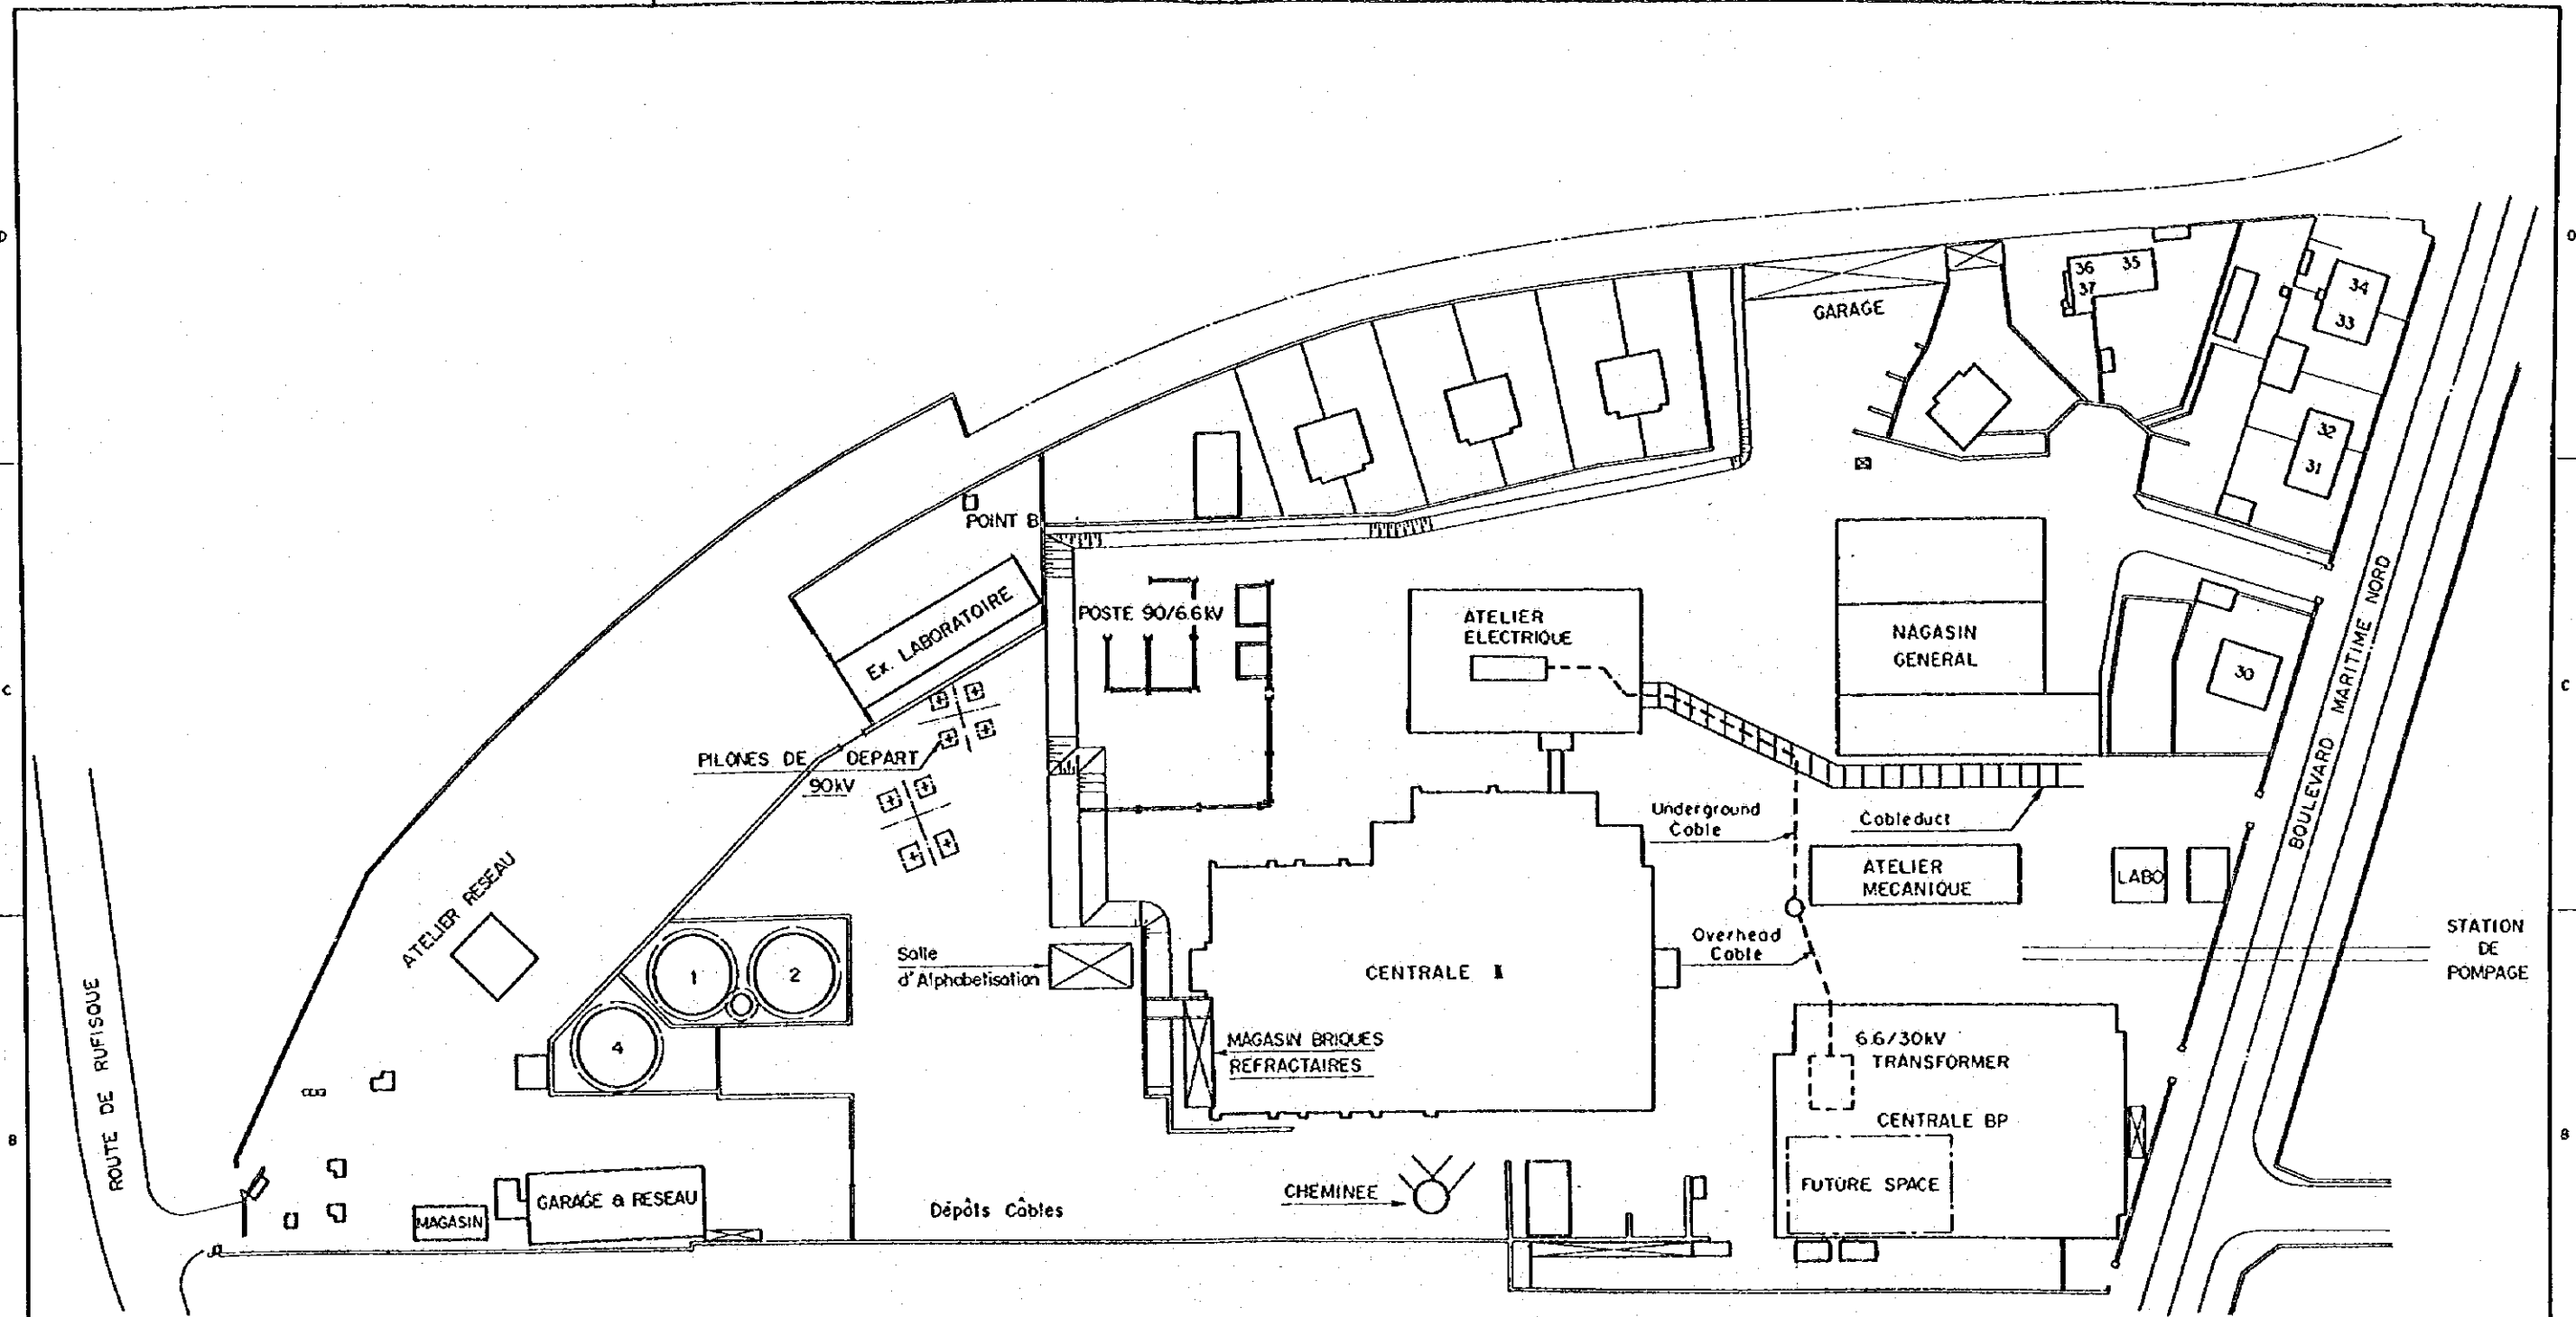 D
D
36 35
37
34
33
GARAGE
32
31
POINT B
BOULEVARD MARITIME NORD
POSTE 90/6.6kV
Ex. LABORATOIRE
ATELIER
ELECTRIQUE
NAGASIN
GENERAL
30
C
C
PILONES DE DEPART
90kV
Underground
Cable
Cableduct
ATELIER RESEAU
ATELIER
MECANIQUE
LABO
STATION
DE
POMPAGE
Overhead
Cable
Salle
d'Alphabetisation
1
2
4
CENTRALE II
ROUTE DE RUFISQUE
MAGASIN BRIQUES
REFRACTAIRES
6.6/30kV
TRANSFORMER
CENTRALE BP
B
B
FUTURE SPACE
CHEMINEE
GARAGE & RESEAU
MAGASIN
Dépôts Câbles